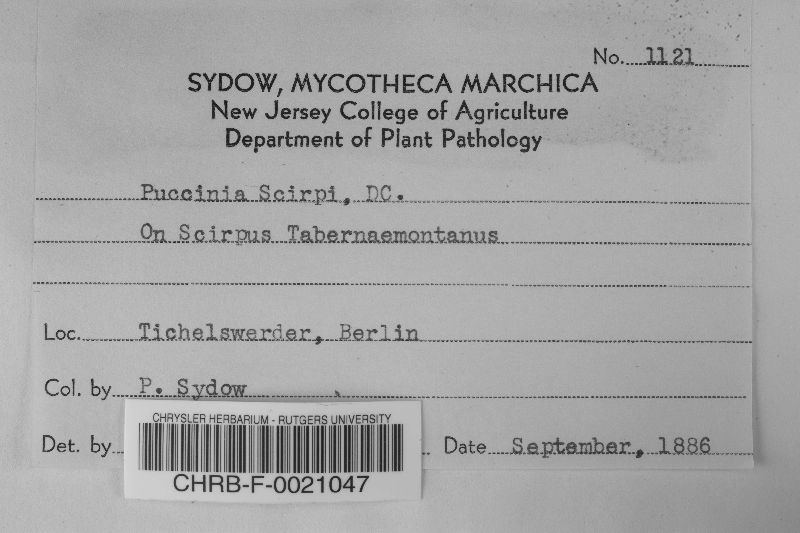 No. 1121
SYDOW, MYCOTHECA MARCHICA
New Jersey College of Agriculture
Department of Plant Pathology
Puccinia Scirpi, DC.
On Scirpus Tabernaemontanus
Loc. Tichelswerder, Berlin
Col. by P. Sydow
CHRYSLER HERBARIUM - RUTGERS UNIVERSITY
Det. by Date September, 1886
CHRB-F-0021047